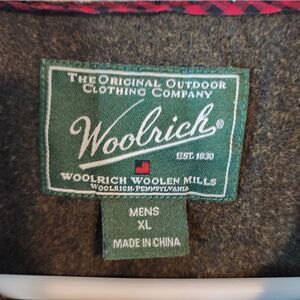 THE ORIGINAL OUTDOOR
CLOTHING COMPANY
Woolrich®
EST. 1830
WOOLRICH WOOLEN MILLS
WOOLRICH, PENNSYLVANIA
MENS
XL
MADE IN CHINA